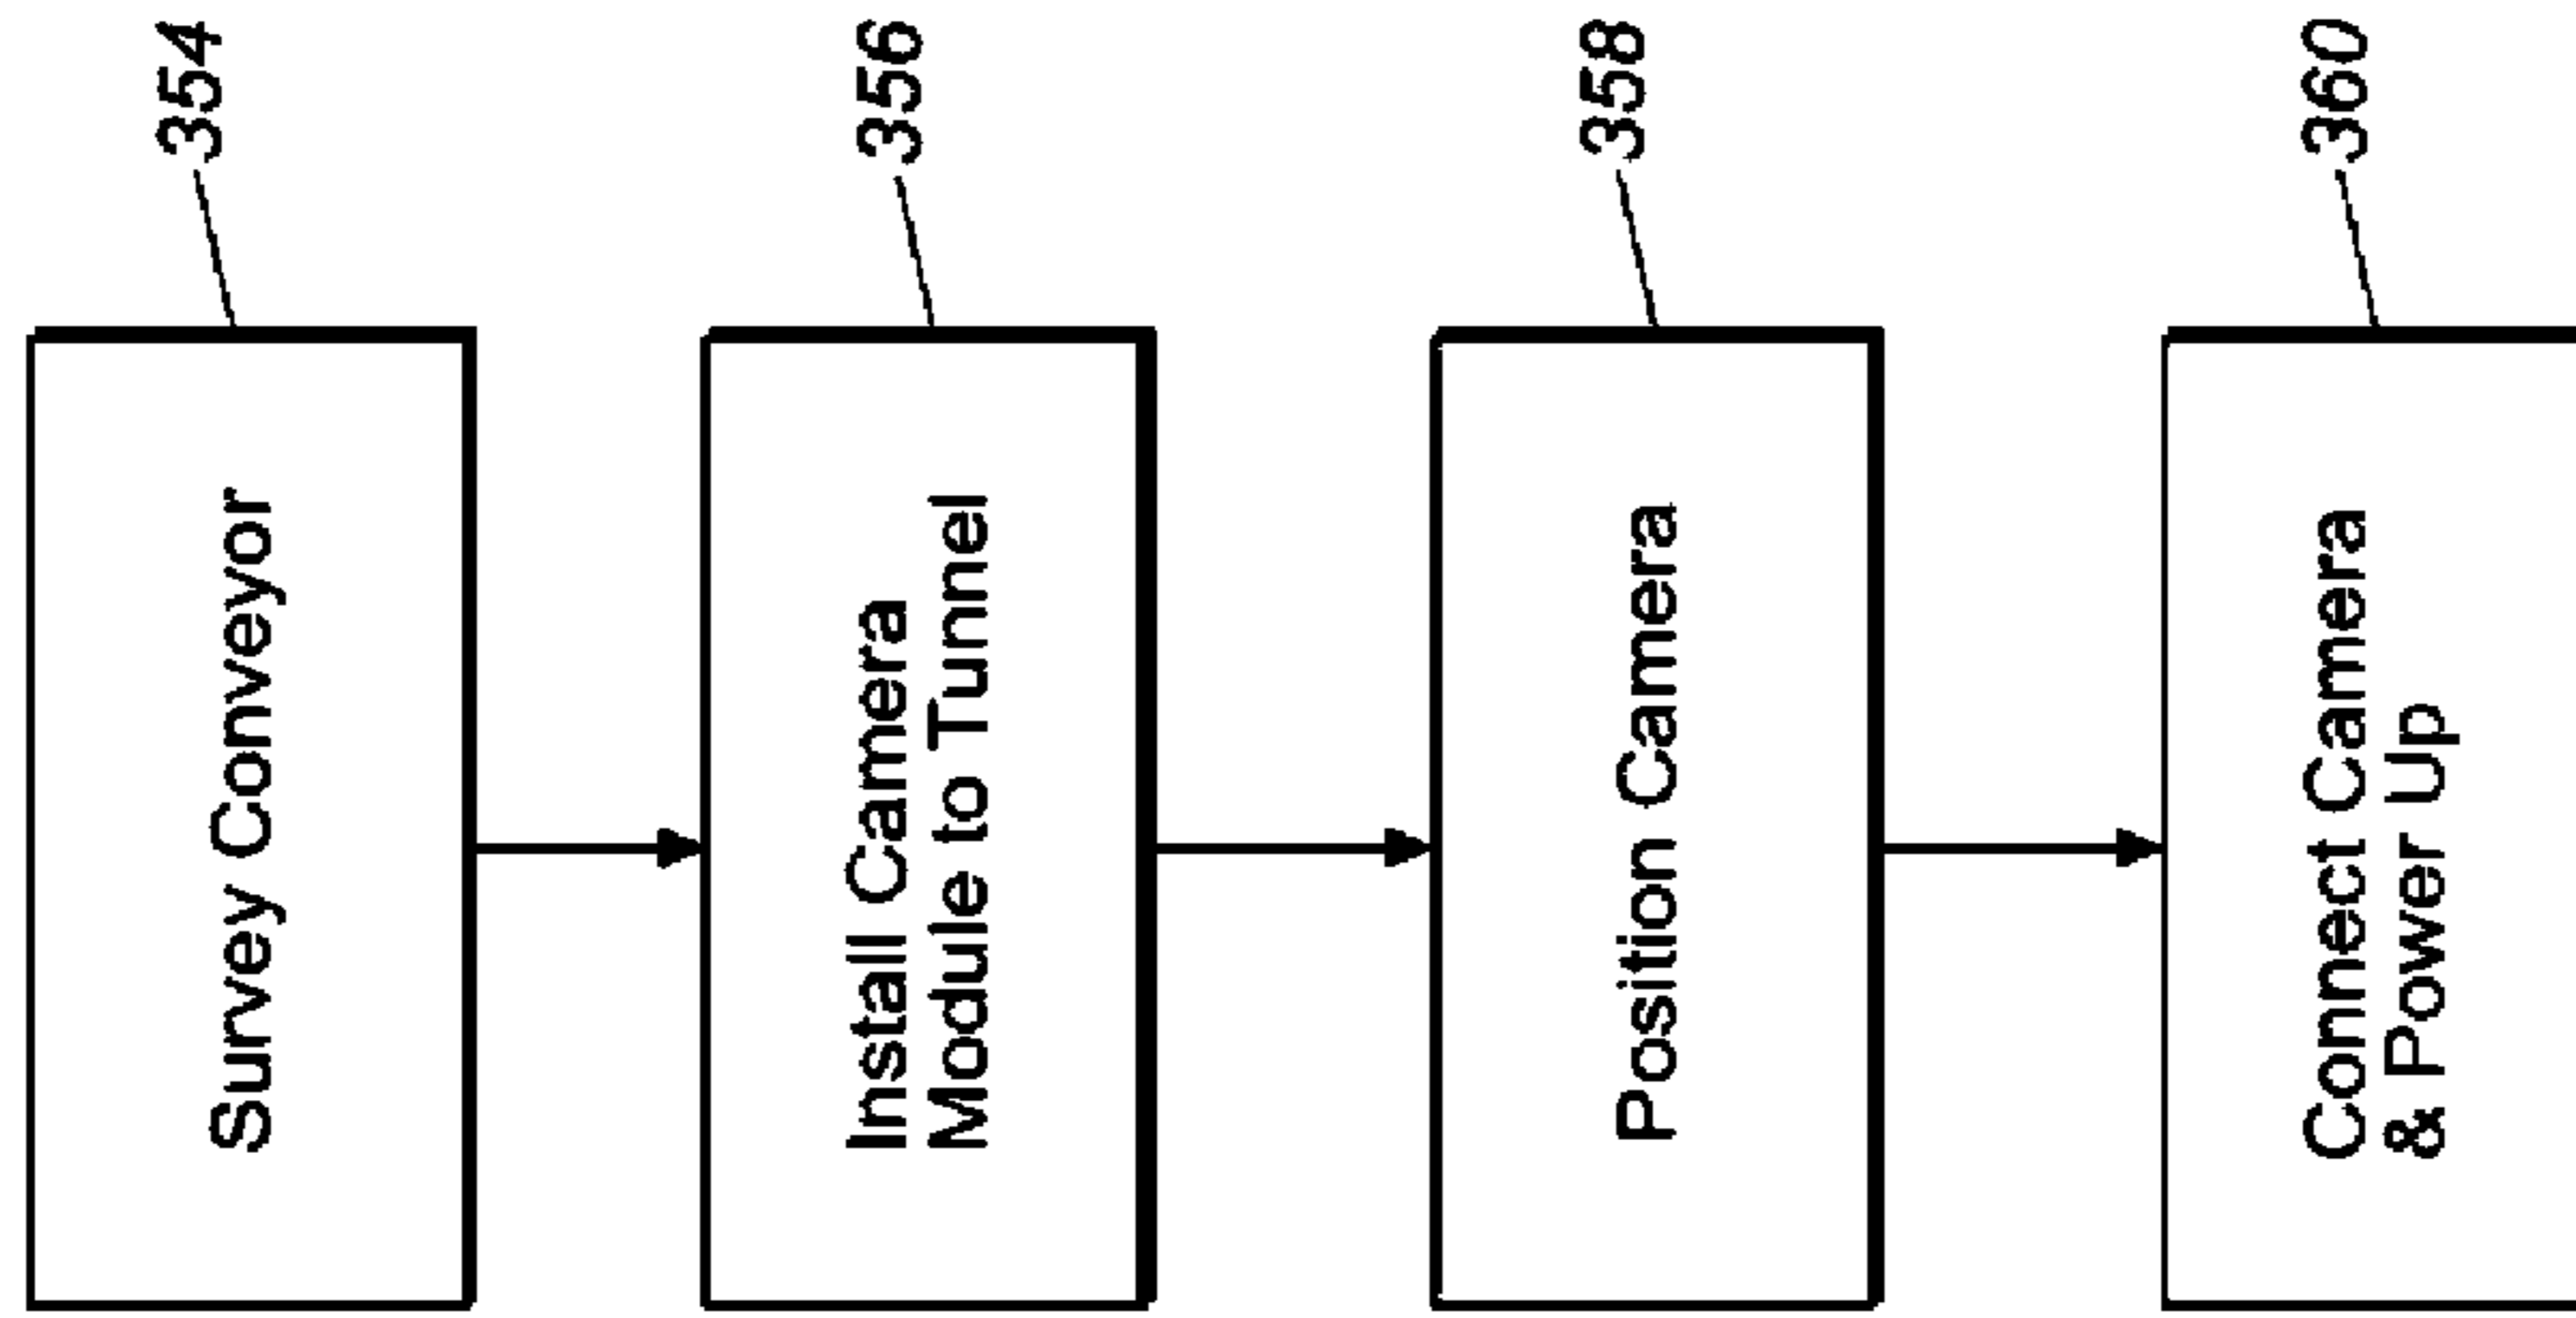 Survey Conveyor
354
Install Camera
Module to Tunnel
356
Position Camera
358
Connect Camera
& Power Up
360